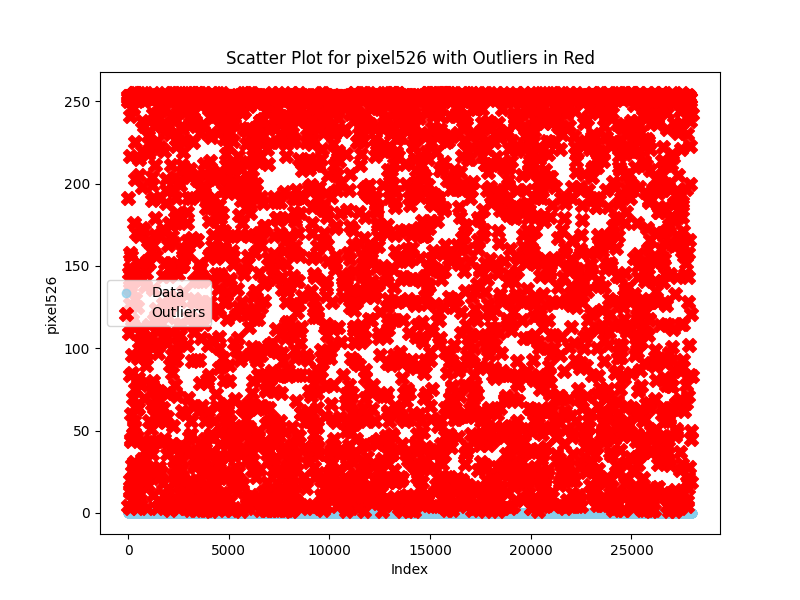 Scatter Plot for pixel526 with Outliers in Red
250
200
150
100
50
0
pixel526
Data
Outliers
0 5000 10000 15000 20000 25000
Index